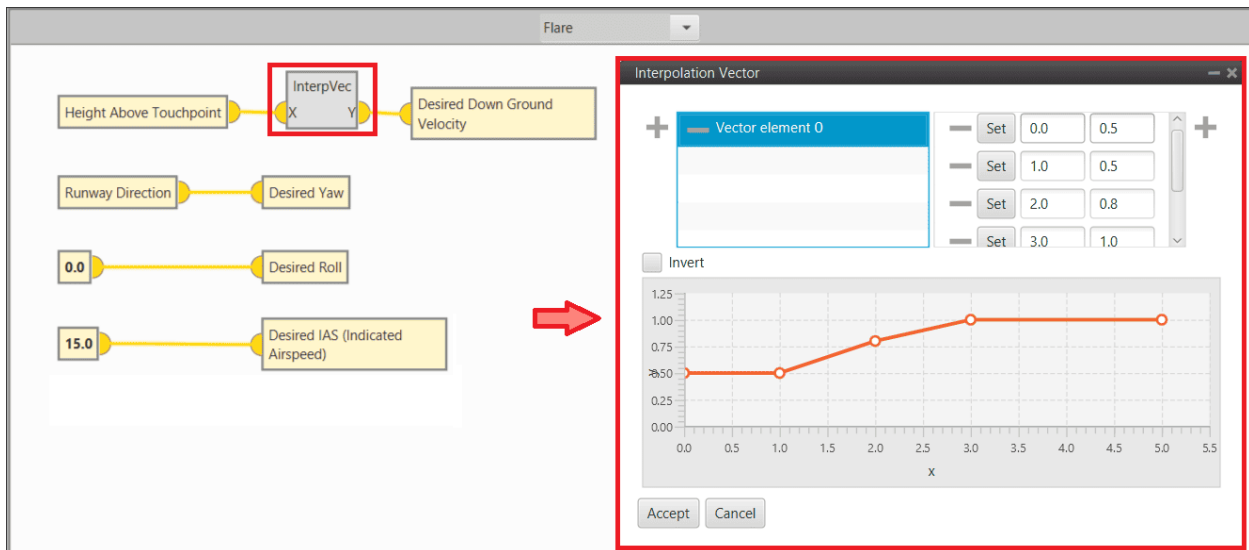 Flare
InterpVec
X Y
Height Above Touchpoint
Desired Down Ground
Velocity
Runway Direction
Desired Yaw
0.0
Desired Roll
15.0
Desired IAS (Indicated
Airspeed)
Interpolation Vector
Vector element 0
Set 0.0 0.5
Set 1.0 0.5
Set 2.0 0.8
Set 3.0 1.0
Invert
1.25
1.00
0.75
0.50
0.25
0.00
y
0.0 0.5 1.0 1.5 2.0 2.5 3.0 3.5 4.0 4.5 5.0 5.5
x
Accept Cancel